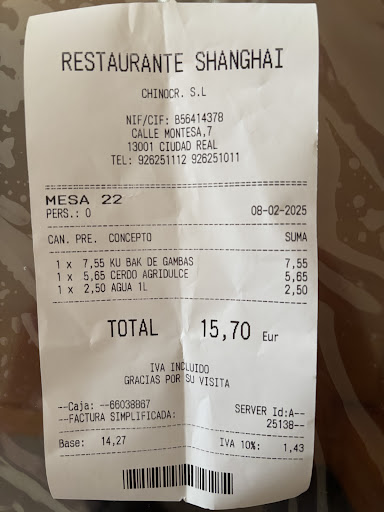 RESTAURANTE SHANGHAI
CHINOCR. S.L
NIF/CIF: B56414378
CALLE MONTESA,7
13001 CIUDAD REAL
TEL: 926251112 926251011
MESA 22
PERS.: 0 08-02-2025
CAN. PRE. CONCEPTO SUMA
1 x 7,55 KU BAK DE GAMBAS 7,55
1 x 5,65 CERDO AGRIDULCE 5,65
1 x 2,50 AGUA 1L 2,50
TOTAL 15,70 Eur
IVA INCLUIDO
GRACIAS POR SU VISITA
--Caja: --66038867 SERVER Id:A--
--FACTURA SIMPLIFICADA: 25138--
Base: 14,27 IVA 10%: 1,43